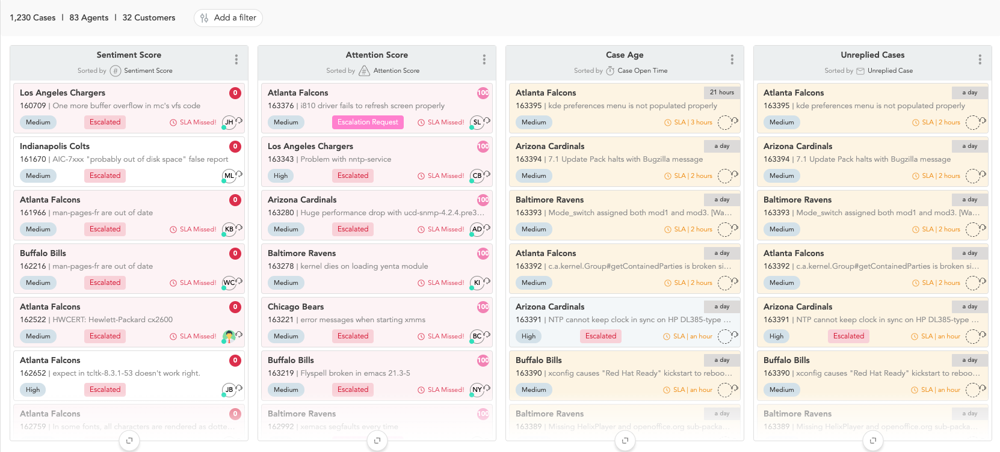 1,230 Cases | 83 Agents | 32 Customers Add a filter
Sentiment Score
Sorted by # Sentiment Score
Los Angeles Chargers 0
160709 | One more buffer overflow in mc's vfs code
Medium Escalated SLA Missed! JH
Indianapolis Colts 0
161670 | AIC-7xxx "probably out of disk space" false report
Medium Escalated ML
Atlanta Falcons 0
161966 | man-pages-fr are out of date
Medium Escalated SLA Missed! KB
Buffalo Bills 0
162216 | man-pages-fr are out of date
Medium Escalated SLA Missed! WC
Atlanta Falcons 0
162522 | HWCERT: Hewlett-Packard cx2600
Medium Escalated SLA Missed!
Atlanta Falcons 0
162652 | expect in tcltk-8.3.1-53 doesn't work right.
High Escalated JB
Atlanta Falcons 0
162759 | In some fonts, all characters are rendered as dotte...
Attention Score
Sorted by # Attention Score
Atlanta Falcons 100
163376 | i810 driver fails to refresh screen properly
Medium Escalation Request SLA Missed! SL
Los Angeles Chargers 100
163343 | Problem with nntp-service
High Escalated SLA Missed! CB
Arizona Cardinals 100
163280 | Huge performance drop with ucd-snmp-4.2.4.pre3...
Medium Escalated SLA Missed! AD
Baltimore Ravens 100
163278 | kernel dies on loading yenta module
Medium SLA Missed! KI
Chicago Bears 100
163221 | error messages when starting xmms
Medium Escalated SLA Missed! BC
Buffalo Bills 100
163219 | Flyspell broken in emacs 21.3-5
Medium Escalated SLA Missed! NY
Baltimore Ravens 100
162992 | xemacs segfaults every time
Case Age
Sorted by Case Open Time
Atlanta Falcons 21 hours
163395 | kde preferences menu is not populated properly
Medium SLA | 3 hours
Arizona Cardinals a day
163394 | 7.1 Update Pack halts with Bugzilla message
Medium SLA | 2 hours
Baltimore Ravens a day
163393 | Mode_switch assigned both mod1 and mod3. [Wa...
Medium SLA | 2 hours
Atlanta Falcons a day
163392 | c.a.kernel.Group#getContainedParties is broken si...
Medium SLA | 2 hours
Arizona Cardinals a day
163391 | NTP cannot keep clock in sync on HP DL385-type ...
High Escalated SLA | an hour
Buffalo Bills a day
163390 | xconfig causes "Red Hat Ready" kickstart to reboo...
Medium SLA | an hour
Baltimore Ravens a day
163389 | Missing HelixPlayer and openoffice.org sub-packa...
Unreplied Cases
Sorted by Unreplied Case
Atlanta Falcons a day
163395 | kde preferences menu is not populated properly
Medium SLA | 2 hours
Arizona Cardinals a day
163394 | 7.1 Update Pack halts with Bugzilla message
Medium SLA | 2 hours
Baltimore Ravens a day
163393 | Mode_switch assigned both mod1 and mod3. [Wa...
Medium SLA | 2 hours
Atlanta Falcons a day
163392 | c.a.kernel.Group#getContainedParties is broken si...
Medium SLA | 2 hours
Arizona Cardinals a day
163391 | NTP cannot keep clock in sync on HP DL385-type ...
High Escalated SLA | an hour
Buffalo Bills a day
163390 | xconfig causes "Red Hat Ready" kickstart to reboo...
Medium SLA | an hour
Baltimore Ravens a day
163389 | Missing HelixPlayer and openoffice.org sub-packa...